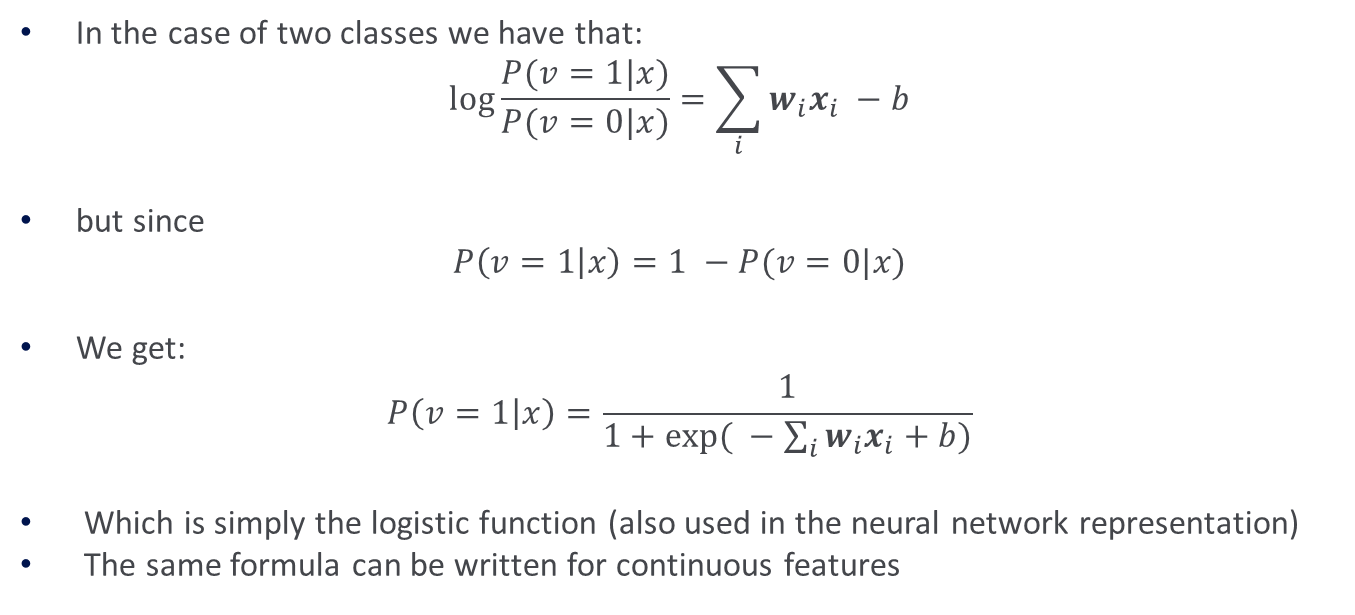 • In the case of two classes we have that:
log P(v = 1|x) / P(v = 0|x) = ∑_i w_i x_i − b
• but since
P(v = 1|x) = 1 − P(v = 0|x)
• We get:
P(v = 1|x) = 1 / (1 + exp( − ∑_i w_i x_i + b))
• Which is simply the logistic function (also used in the neural network representation)
• The same formula can be written for continuous features